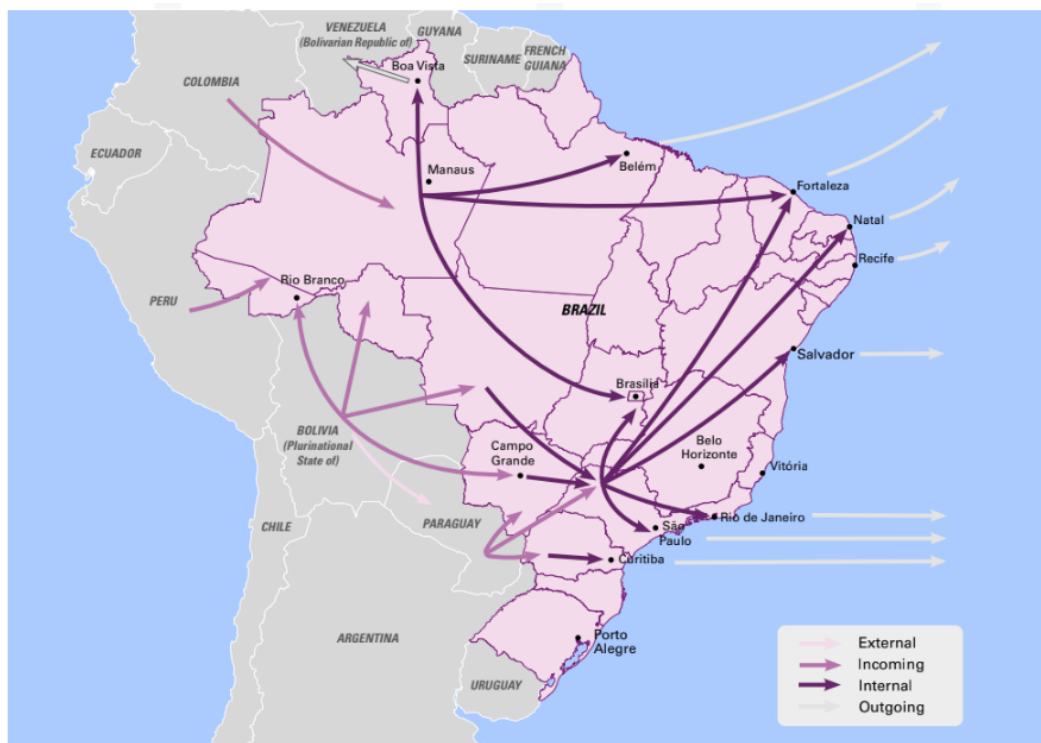 VENEZUELA
(Bolivarian Republic of)
GUYANA
SURINAME
FRENCH
GUIANA
Boa Vista
COLOMBIA
ECUADOR
Manaus
Belém
Fortaleza
Natal
Recife
Rio Branco
PERU
BRAZIL
Salvador
Brasília
BOLIVIA
(Plurinational
State of)
Campo
Grande
Belo
Horizonte
Vitória
CHILE
PARAGUAY
São
Paulo
Rio de Janeiro
Curitiba
ARGENTINA
Porto
Alegre
URUGUAY
External
Incoming
Internal
Outgoing